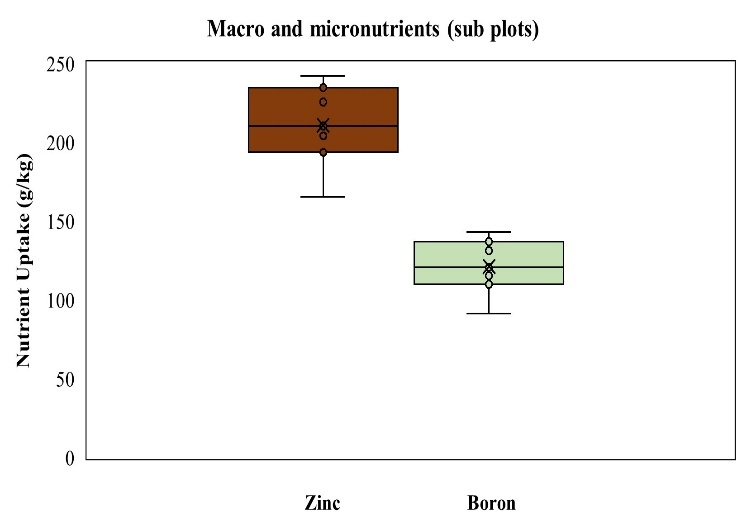 Macro and micronutrients (sub plots)
Nutrient Uptake (g/kg)
250
200
150
100
50
0
Zinc
Boron